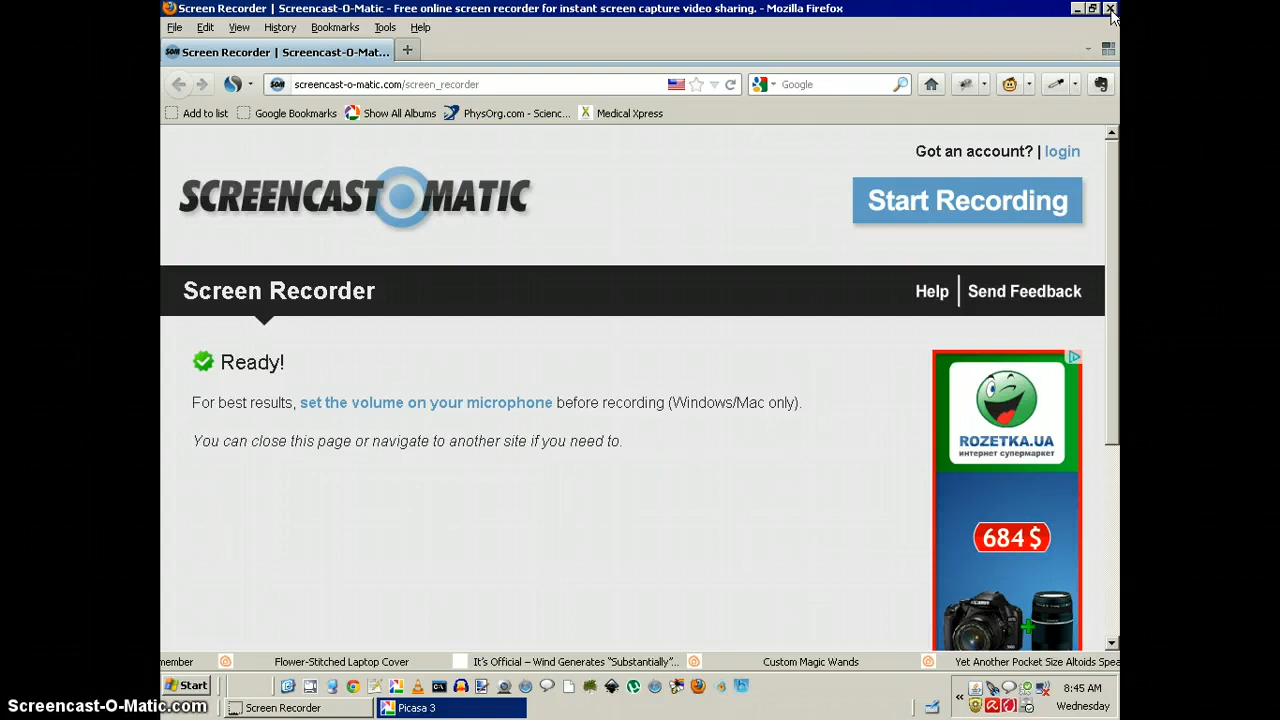 Screen Recorder | Screencast-O-Matic - Free online screen recorder for instant screen capture video sharing. - Mozilla Firefox
File Edit View History Bookmarks Tools Help
Screen Recorder | Screencast-O-Mat...
screencast-o-matic.com/screen_recorder Google
Add to list Google Bookmarks Show All Albums PhysOrg.com - Scienc... Medical Xpress
Got an account? | login
SCREENCAST O MATIC
Start Recording
Screen Recorder Help Send Feedback
Ready!
For best results, set the volume on your microphone before recording (Windows/Mac only).
You can close this page or navigate to another site if you need to.
ROZETKA.UA
интернет супермаркет
684 $
member Flower-Stitched Laptop Cover It's Official – Wind Generates "Substantially"... Custom Magic Wands Yet Another Pocket Size Altoids Spea
Start 8:45 AM
Wednesday
Screen Recorder Picasa 3
Screencast-O-Matic.com